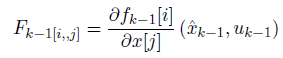 F_{k-1[i,,j]} = \frac{\partial f_{k-1}[i]}{\partial x[j]} (\hat{x}_{k-1}, u_{k-1})